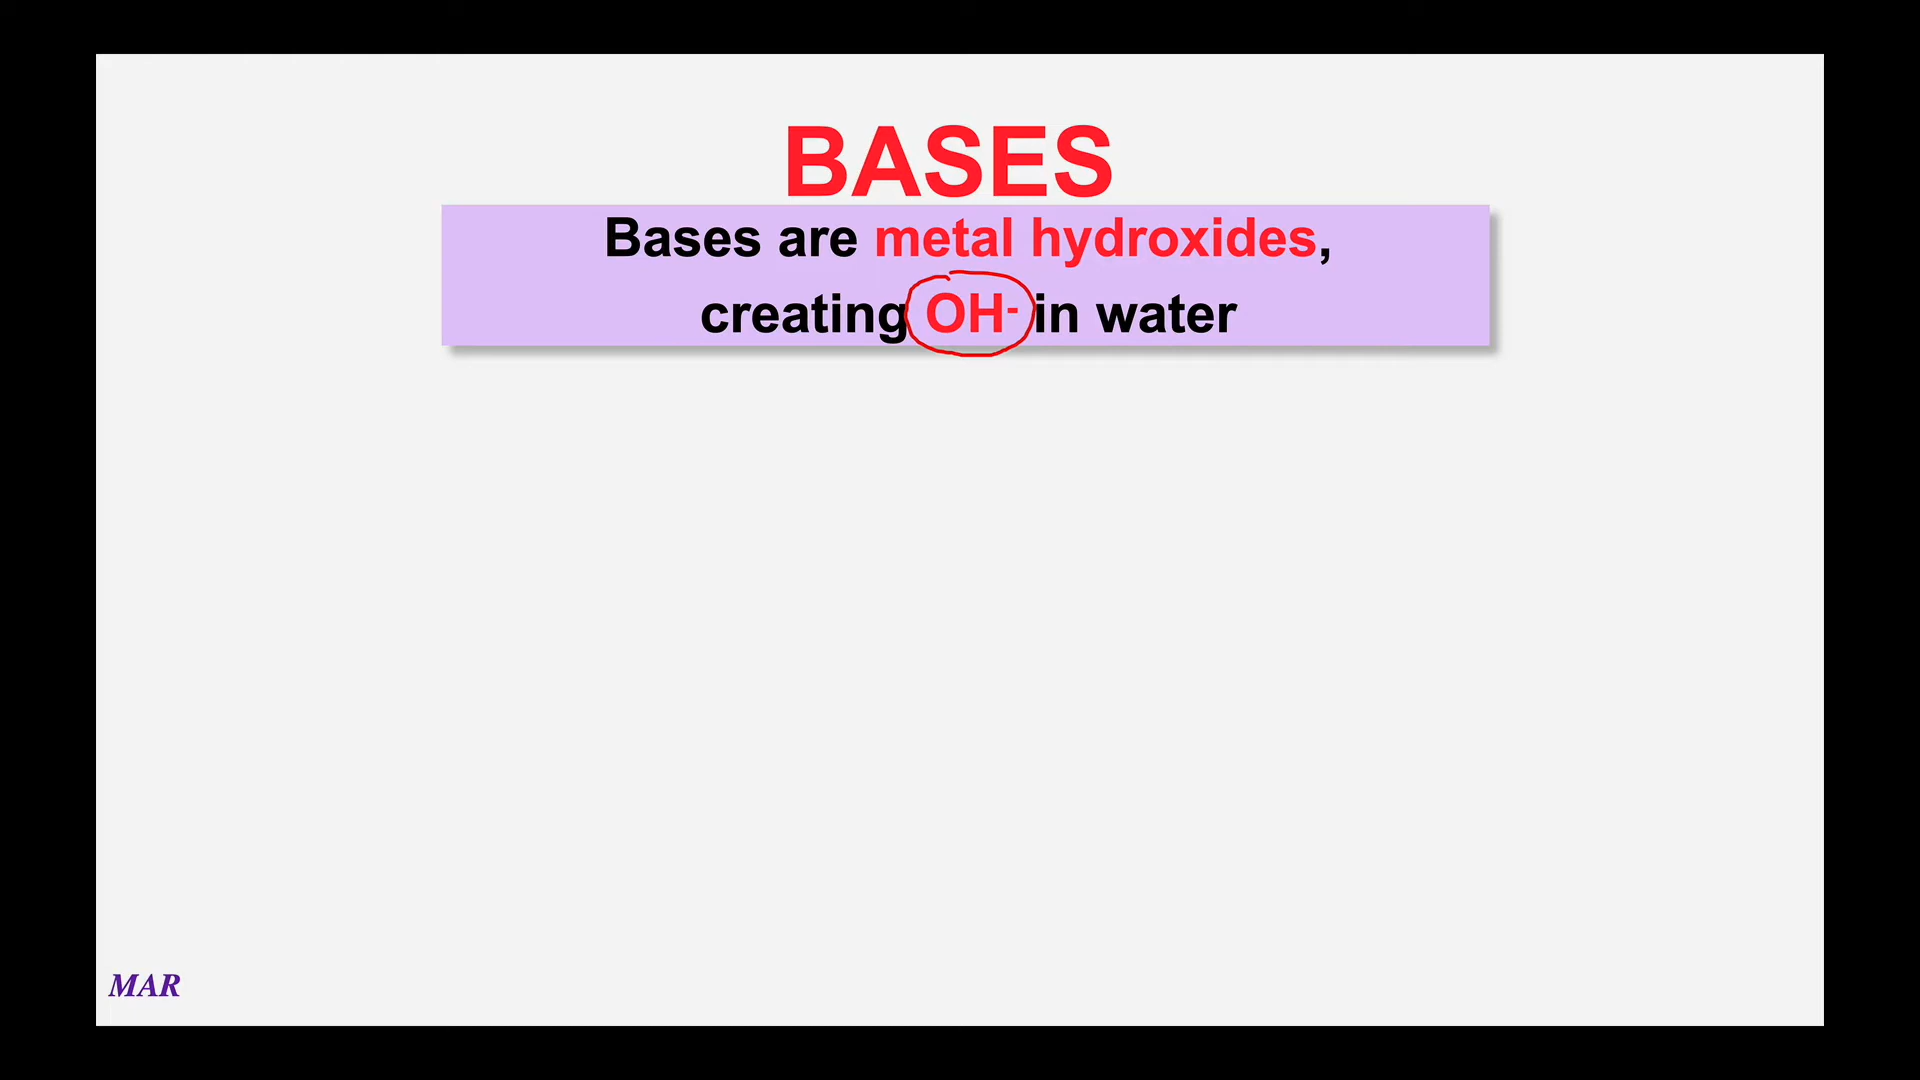 BASES
Bases are metal hydroxides,
creating OH- in water
MAR